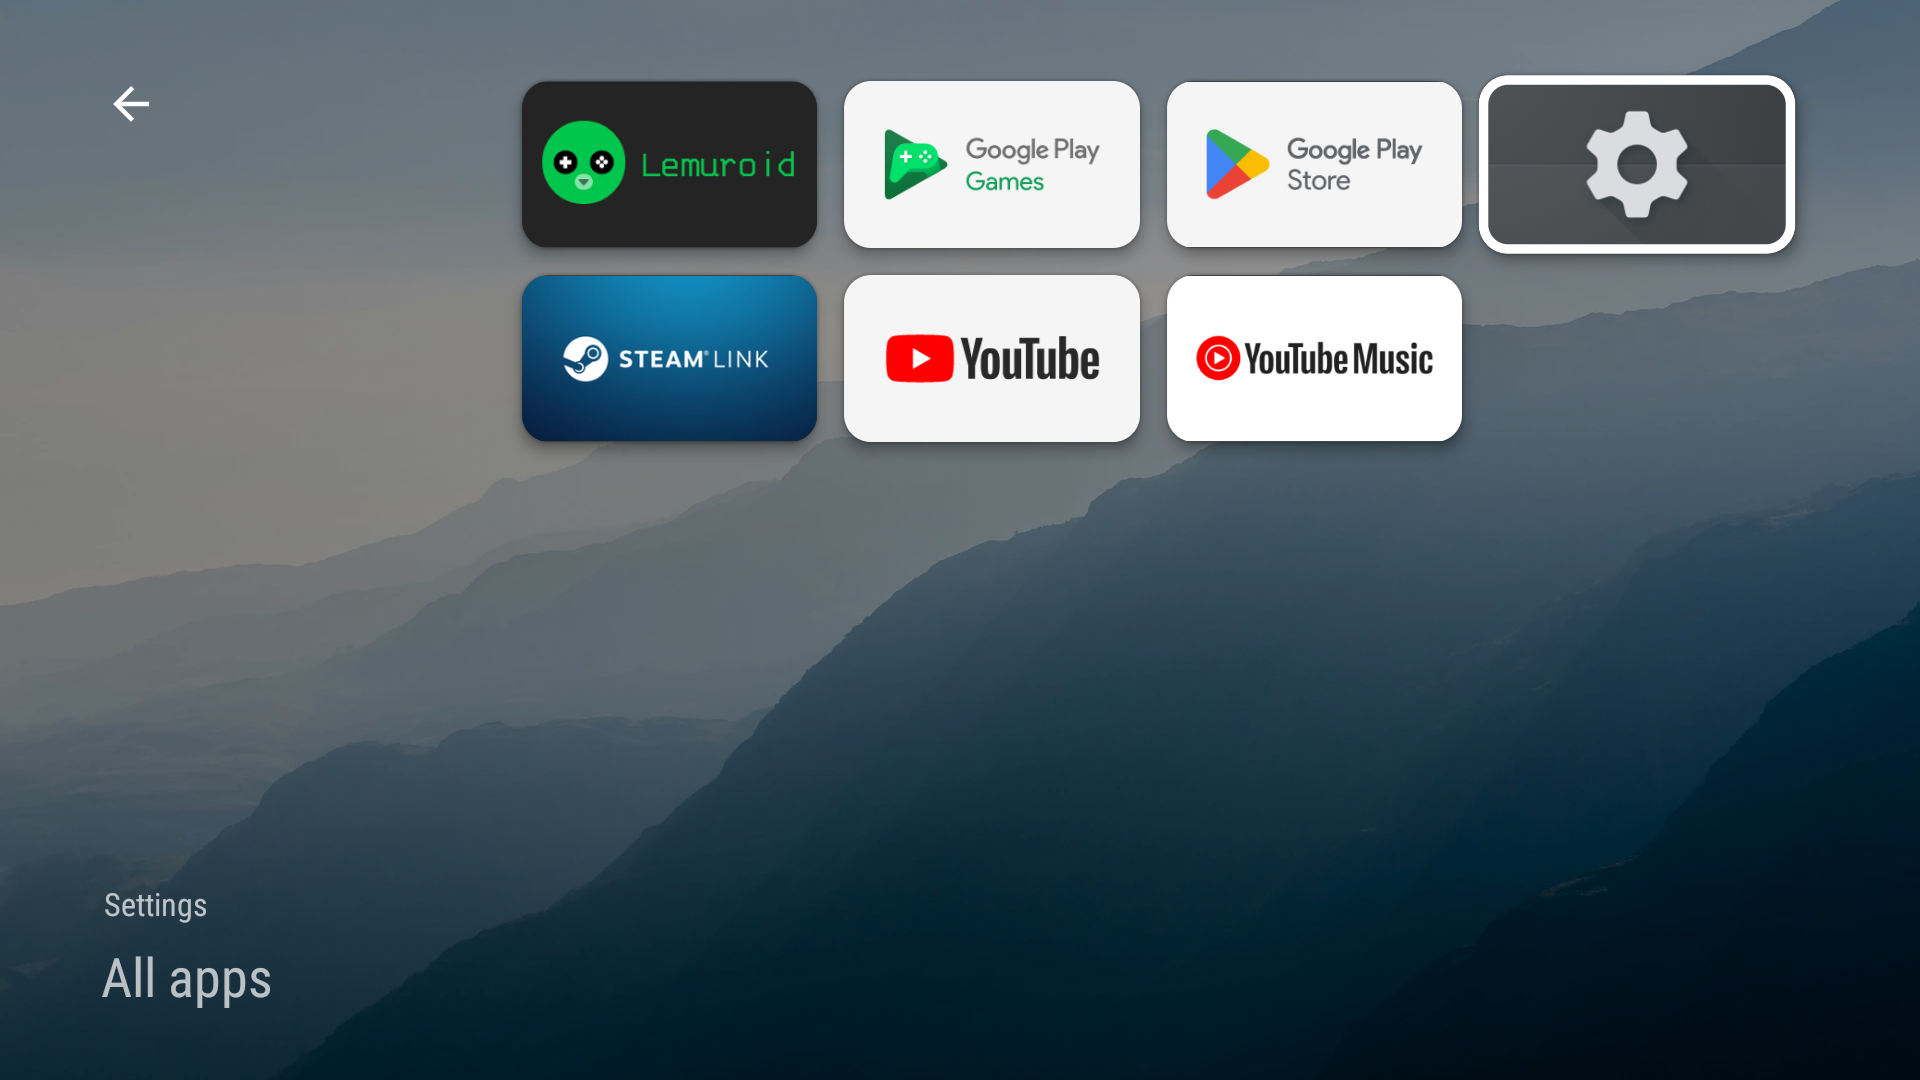 Lemuroid
Google Play
Games
Google Play
Store
STEAM® LINK
YouTube
YouTube Music
Settings
All apps